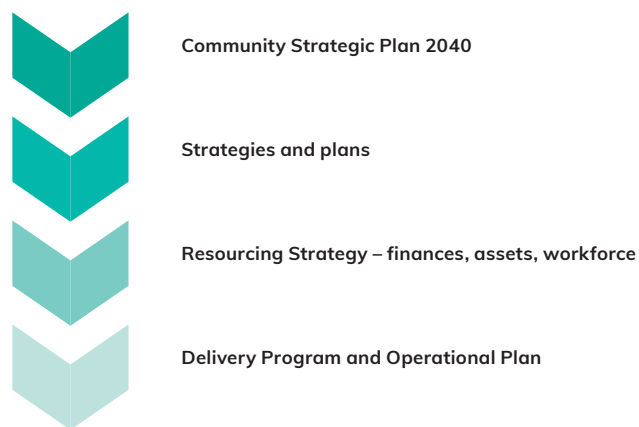 Community Strategic Plan 2040
Strategies and plans
Resourcing Strategy – finances, assets, workforce
Delivery Program and Operational Plan